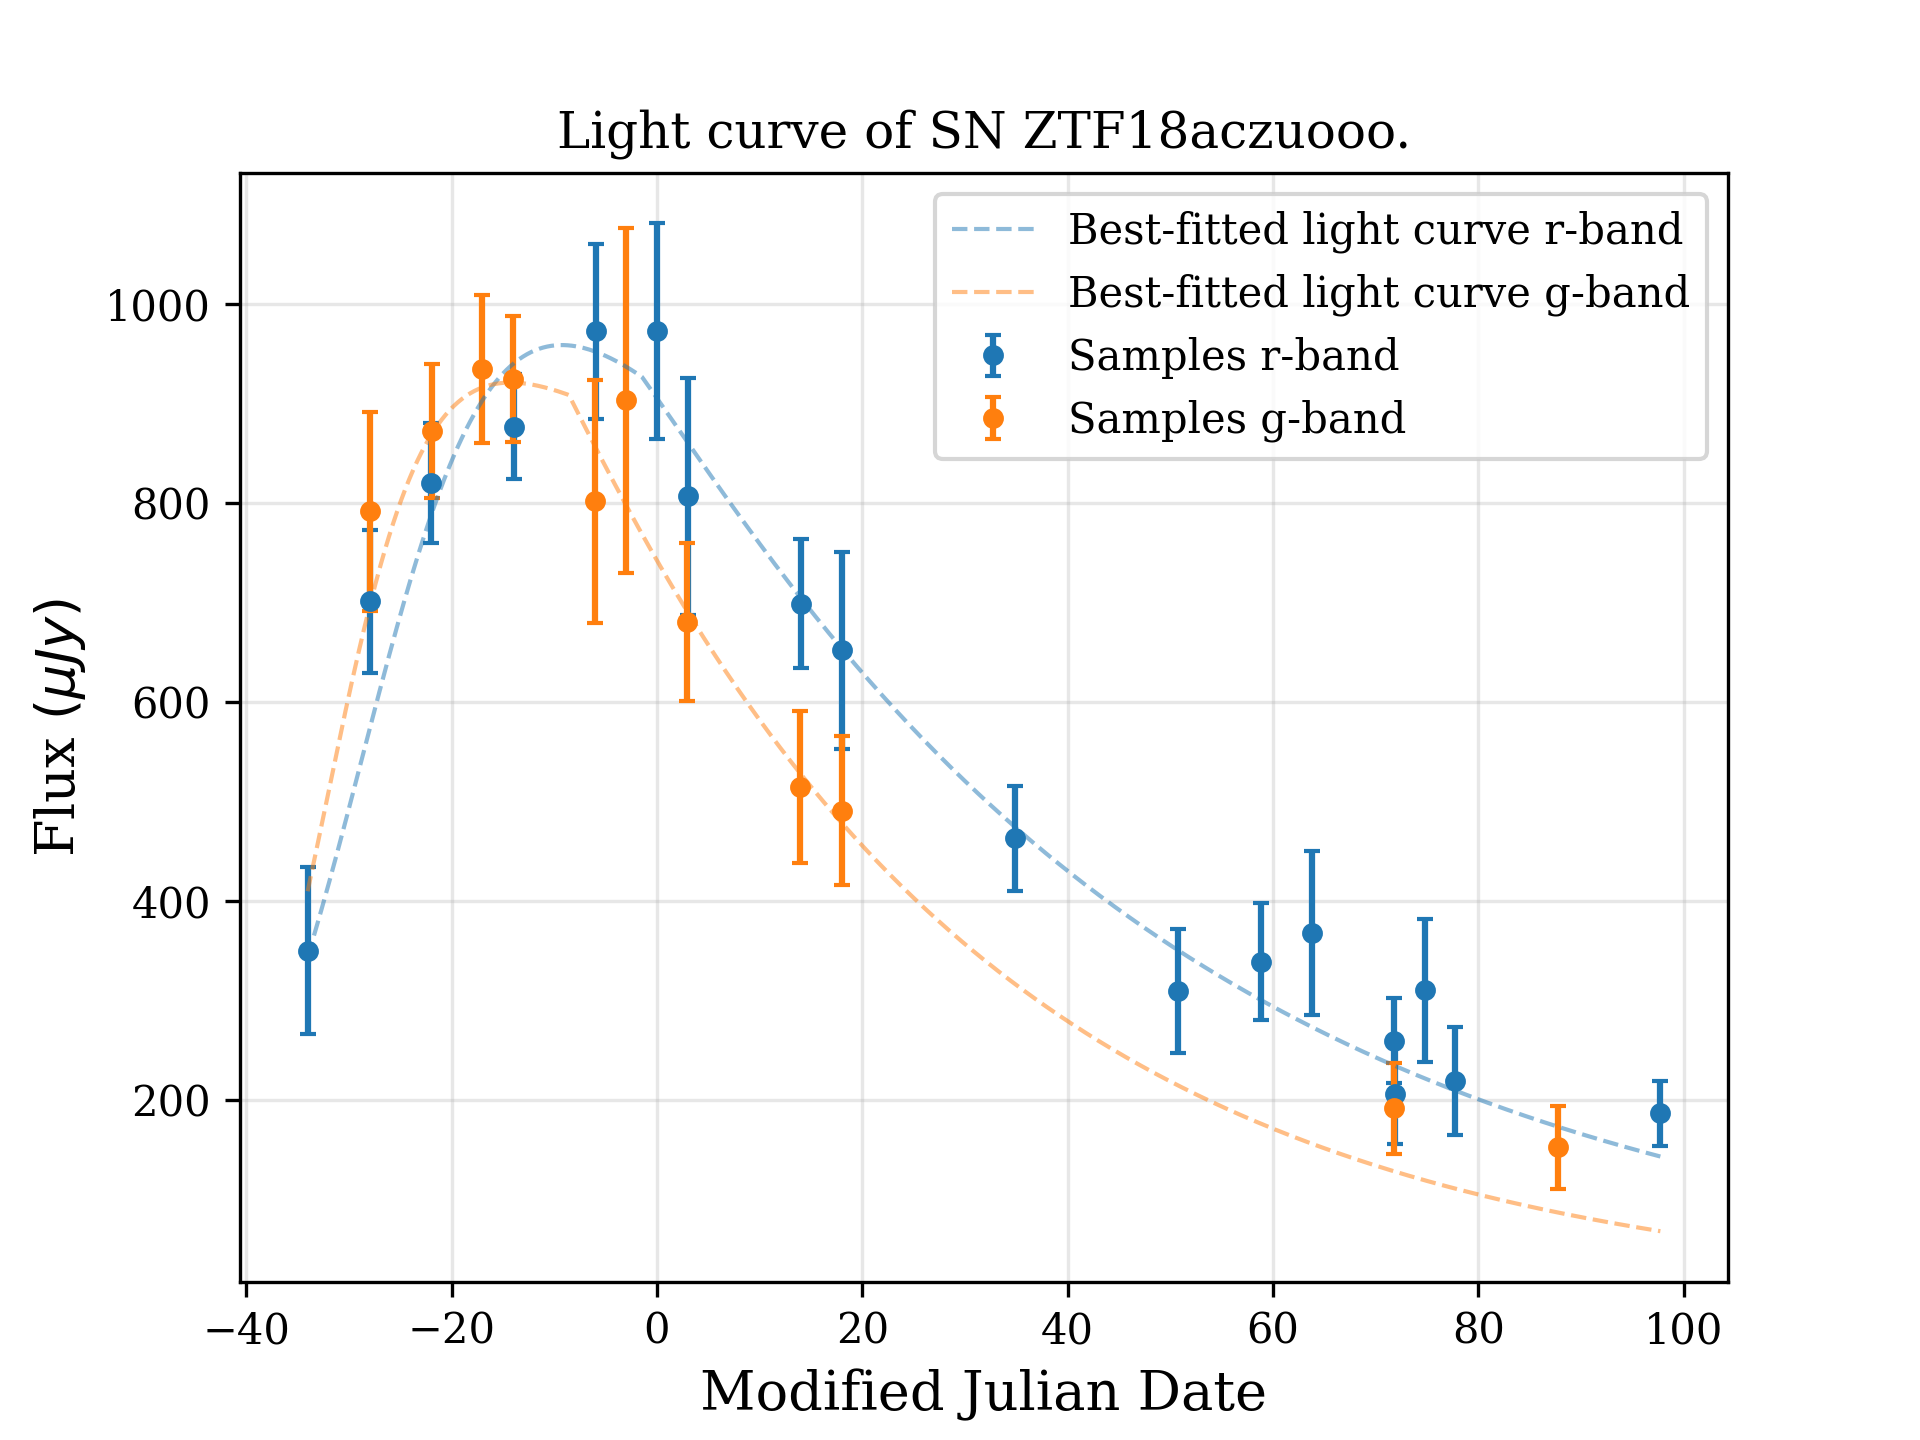 Light curve of SN ZTF18aczuooo.
Best-fitted light curve r-band
Best-fitted light curve g-band
Samples r-band
Samples g-band
1000
800
600
400
200
Flux (μJy)
−40 −20 0 20 40 60 80 100
Modified Julian Date